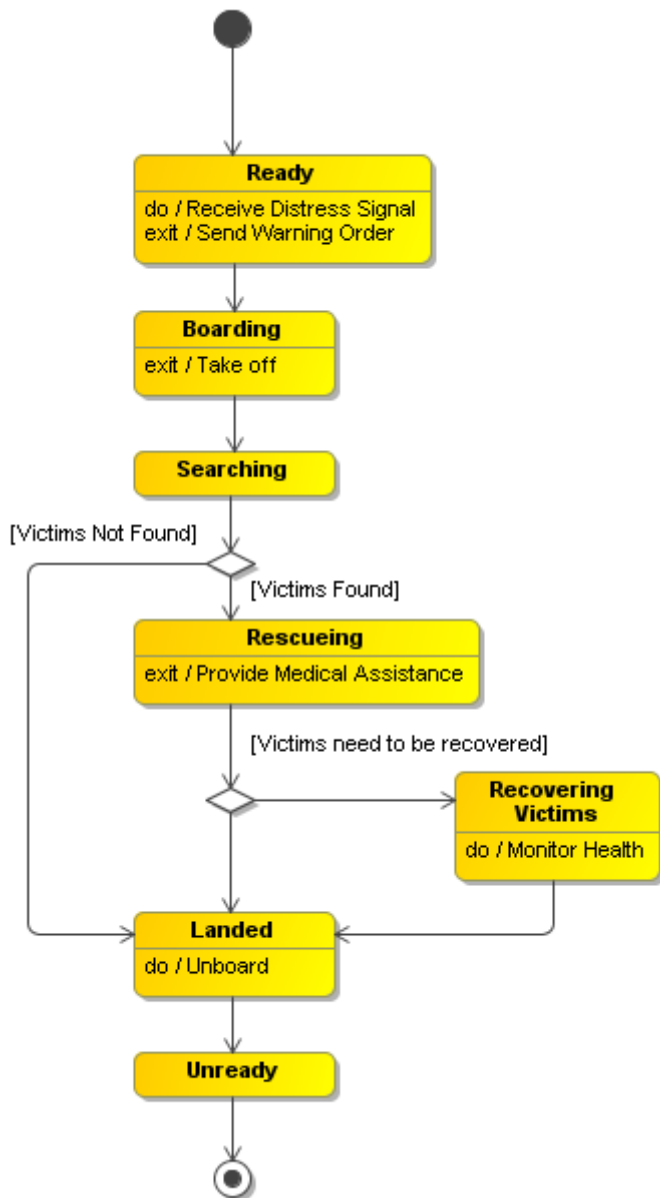 Ready
do / Receive Distress Signal
exit / Send Warning Order
Boarding
exit / Take off
Searching
[Victims Not Found]
[Victims Found]
Rescueing
exit / Provide Medical Assistance
[Victims need to be recovered]
Recovering
Victims
do / Monitor Health
Landed
do / Unboard
Unready